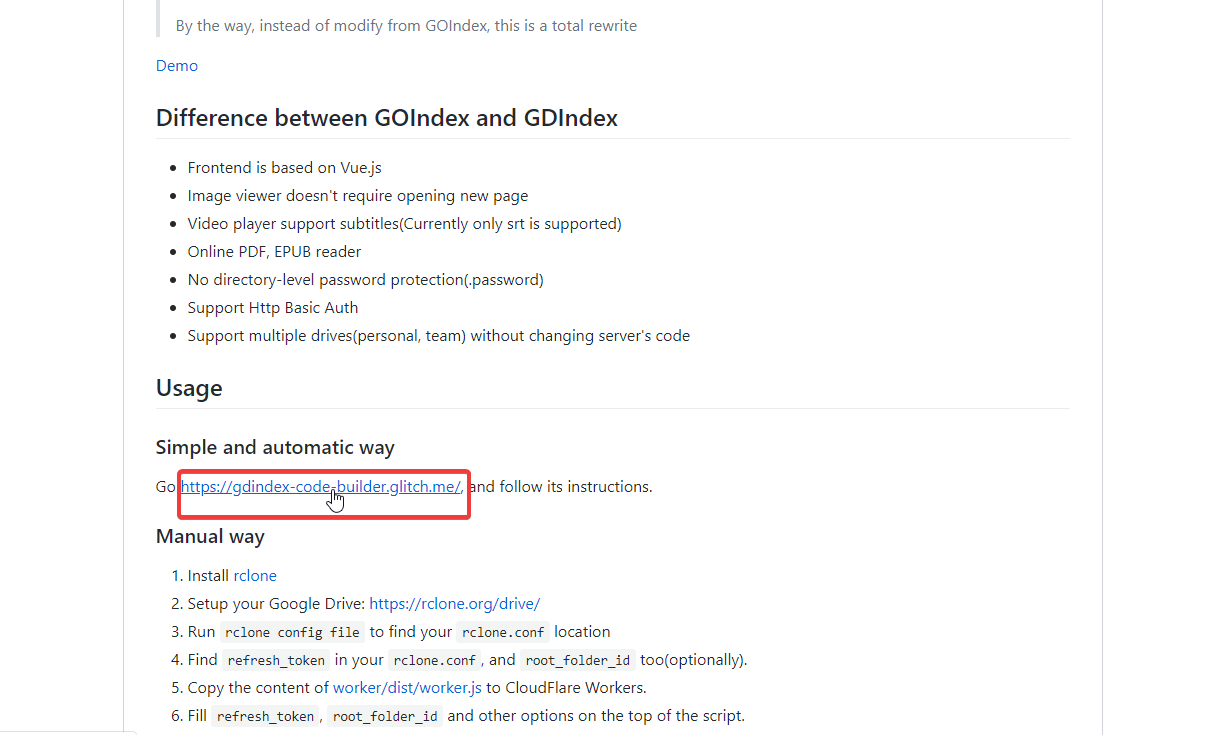 By the way, instead of modify from GOIndex, this is a total rewrite
Demo
Difference between GOIndex and GDIndex
Frontend is based on Vue.js
Image viewer doesn't require opening new page
Video player support subtitles(Currently only srt is supported)
Online PDF, EPUB reader
No directory-level password protection(.password)
Support Http Basic Auth
Support multiple drives(personal, team) without changing server's code
Usage
Simple and automatic way
Go https://gdindex-code-builder.glitch.me/, and follow its instructions.
Manual way
1. Install rclone
2. Setup your Google Drive: https://rclone.org/drive/
3. Run rclone config file to find your rclone.conf location
4. Find refresh_token in your rclone.conf, and root_folder_id too(optionally).
5. Copy the content of worker/dist/worker.js to CloudFlare Workers.
6. Fill refresh_token, root_folder_id and other options on the top of the script.